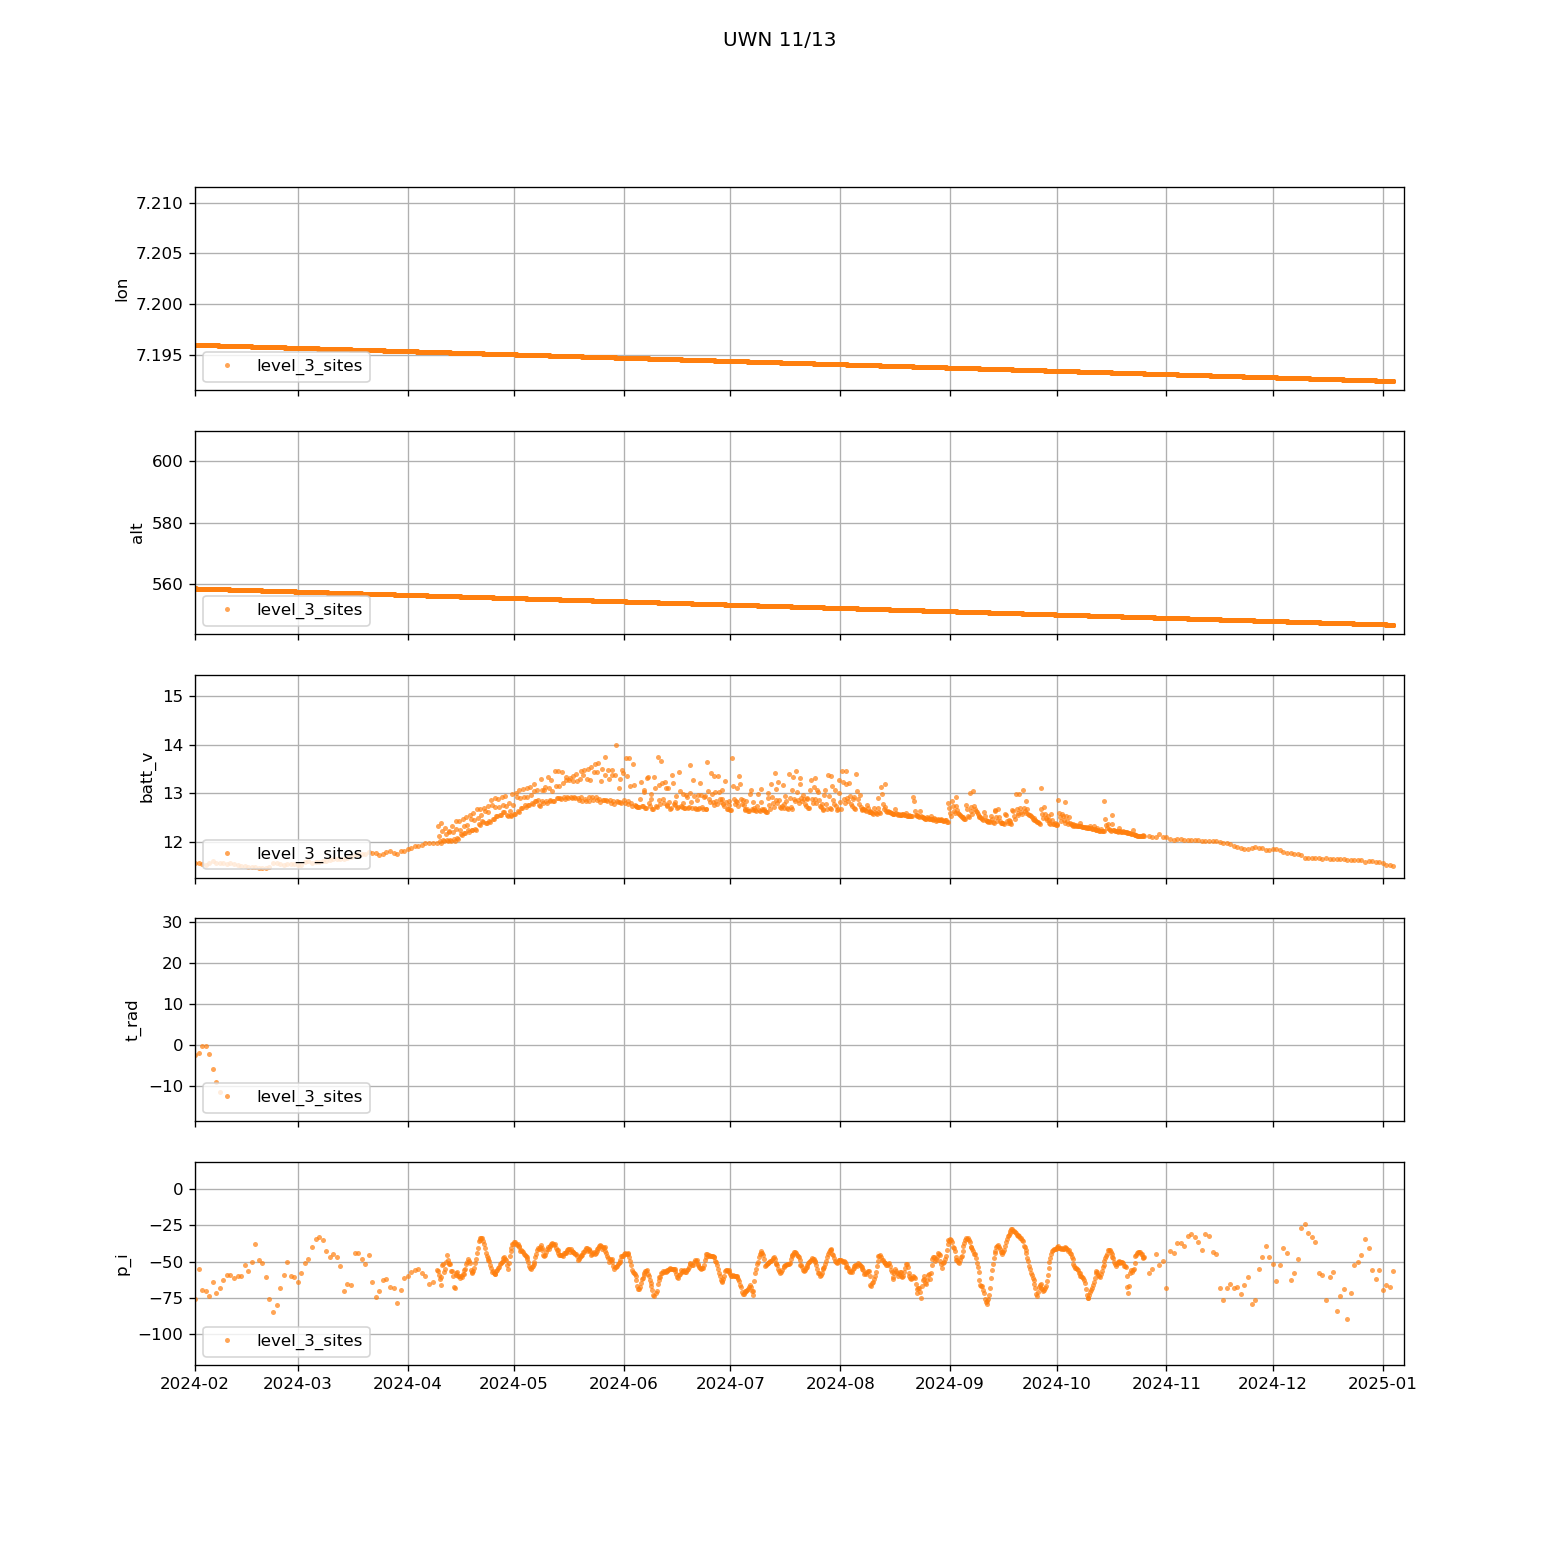 UWN 11/13
7.210
7.205
7.200
7.195
lon
level_3_sites
600
580
560
alt
level_3_sites
15
14
13
12
batt_v
level_3_sites
30
20
10
0
−10
t_rad
level_3_sites
0
−25
−50
−75
−100
p_i
level_3_sites
2024-02 2024-03 2024-04 2024-05 2024-06 2024-07 2024-08 2024-09 2024-10 2024-11 2024-12 2025-01